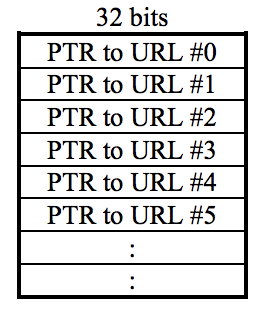 32 bits
PTR to URL #0
PTR to URL #1
PTR to URL #2
PTR to URL #3
PTR to URL #4
PTR to URL #5
:
: